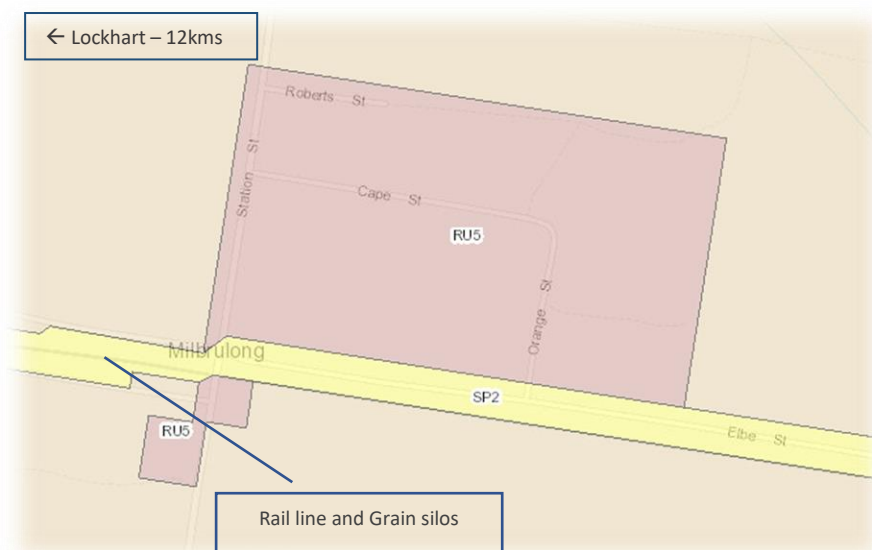 ← Lockhart – 12kms
Roberts St
Station St
Cape St
RU5
Orange St
Milbrulong
SP2
Elbe St
RU5
Rail line and Grain silos